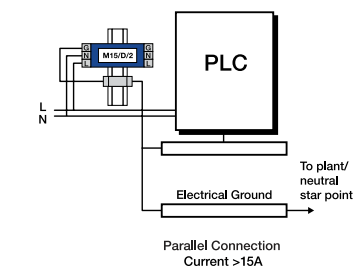 G
N
L
M15/D/2
G
N
L
PLC
L
N
To plant/
neutral
star point
Electrical Ground
Parallel Connection
Current >15A